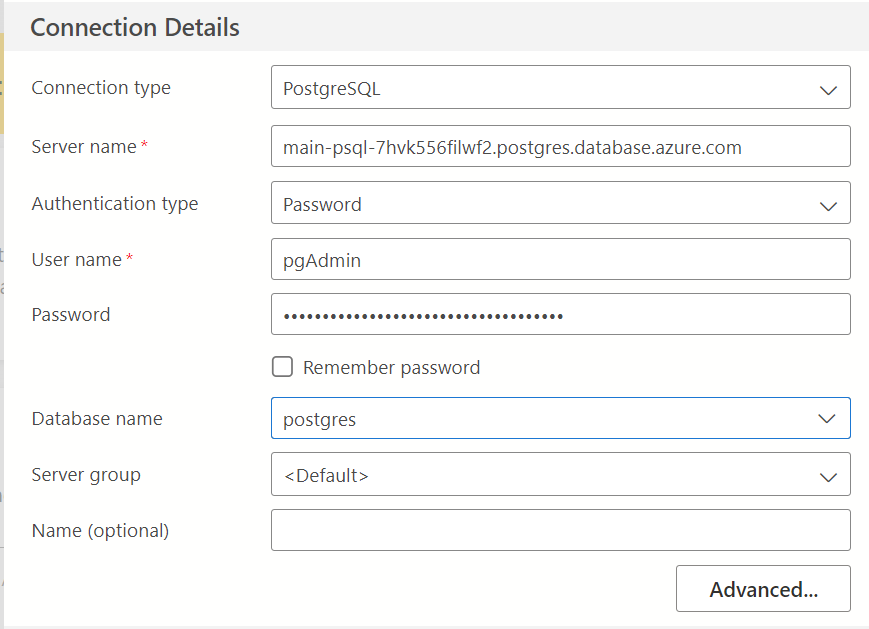 Connection Details
Connection type
PostgreSQL
Server name *
main-psql-7hvk556filwf2.postgres.database.azure.com
Authentication type
Password
User name *
pgAdmin
Password
••••••••••••••••••••••••••••••••••••
Remember password
Database name
postgres
Server group
<Default>
Name (optional)
Advanced...